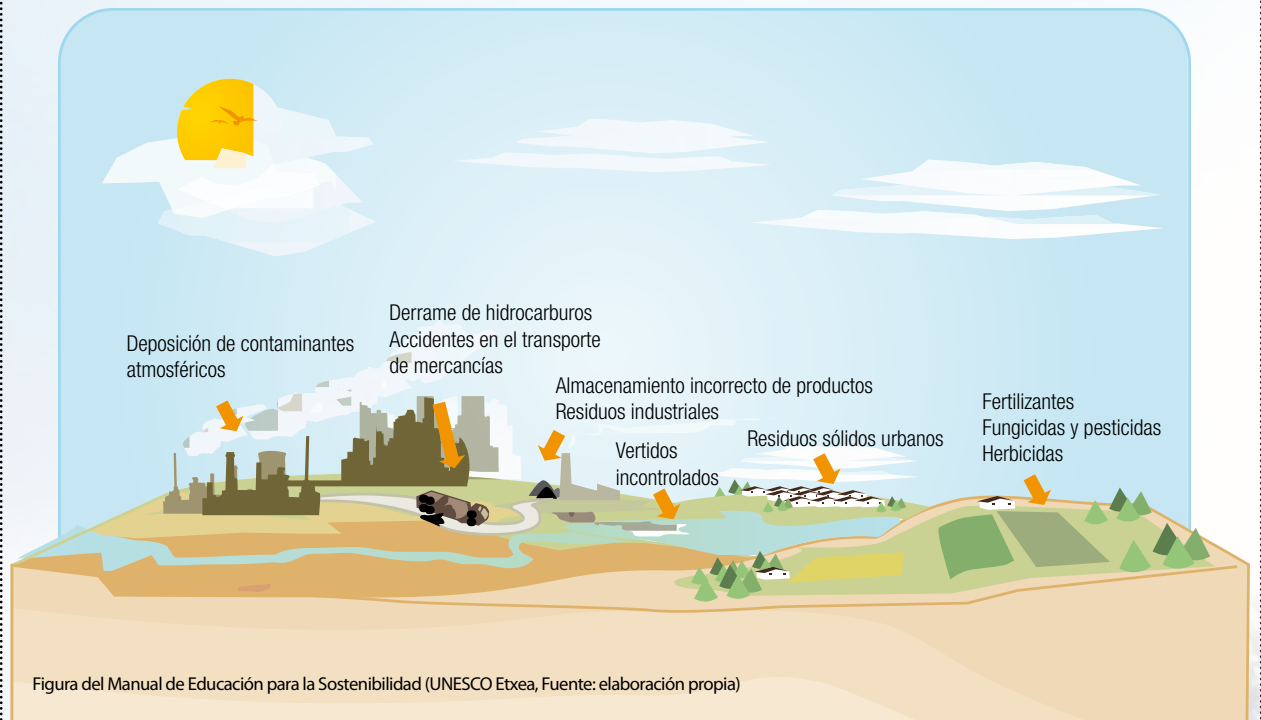 Deposición de contaminantes
atmosféricos
Derrame de hidrocarburos
Accidentes en el transporte
de mercancías
Almacenamiento incorrecto de productos
Residuos industriales
Vertidos
incontrolados
Residuos sólidos urbanos
Fertilizantes
Fungicidas y pesticidas
Herbicidas
Figura del Manual de Educación para la Sostenibilidad (UNESCO Etxea, Fuente: elaboración propia)